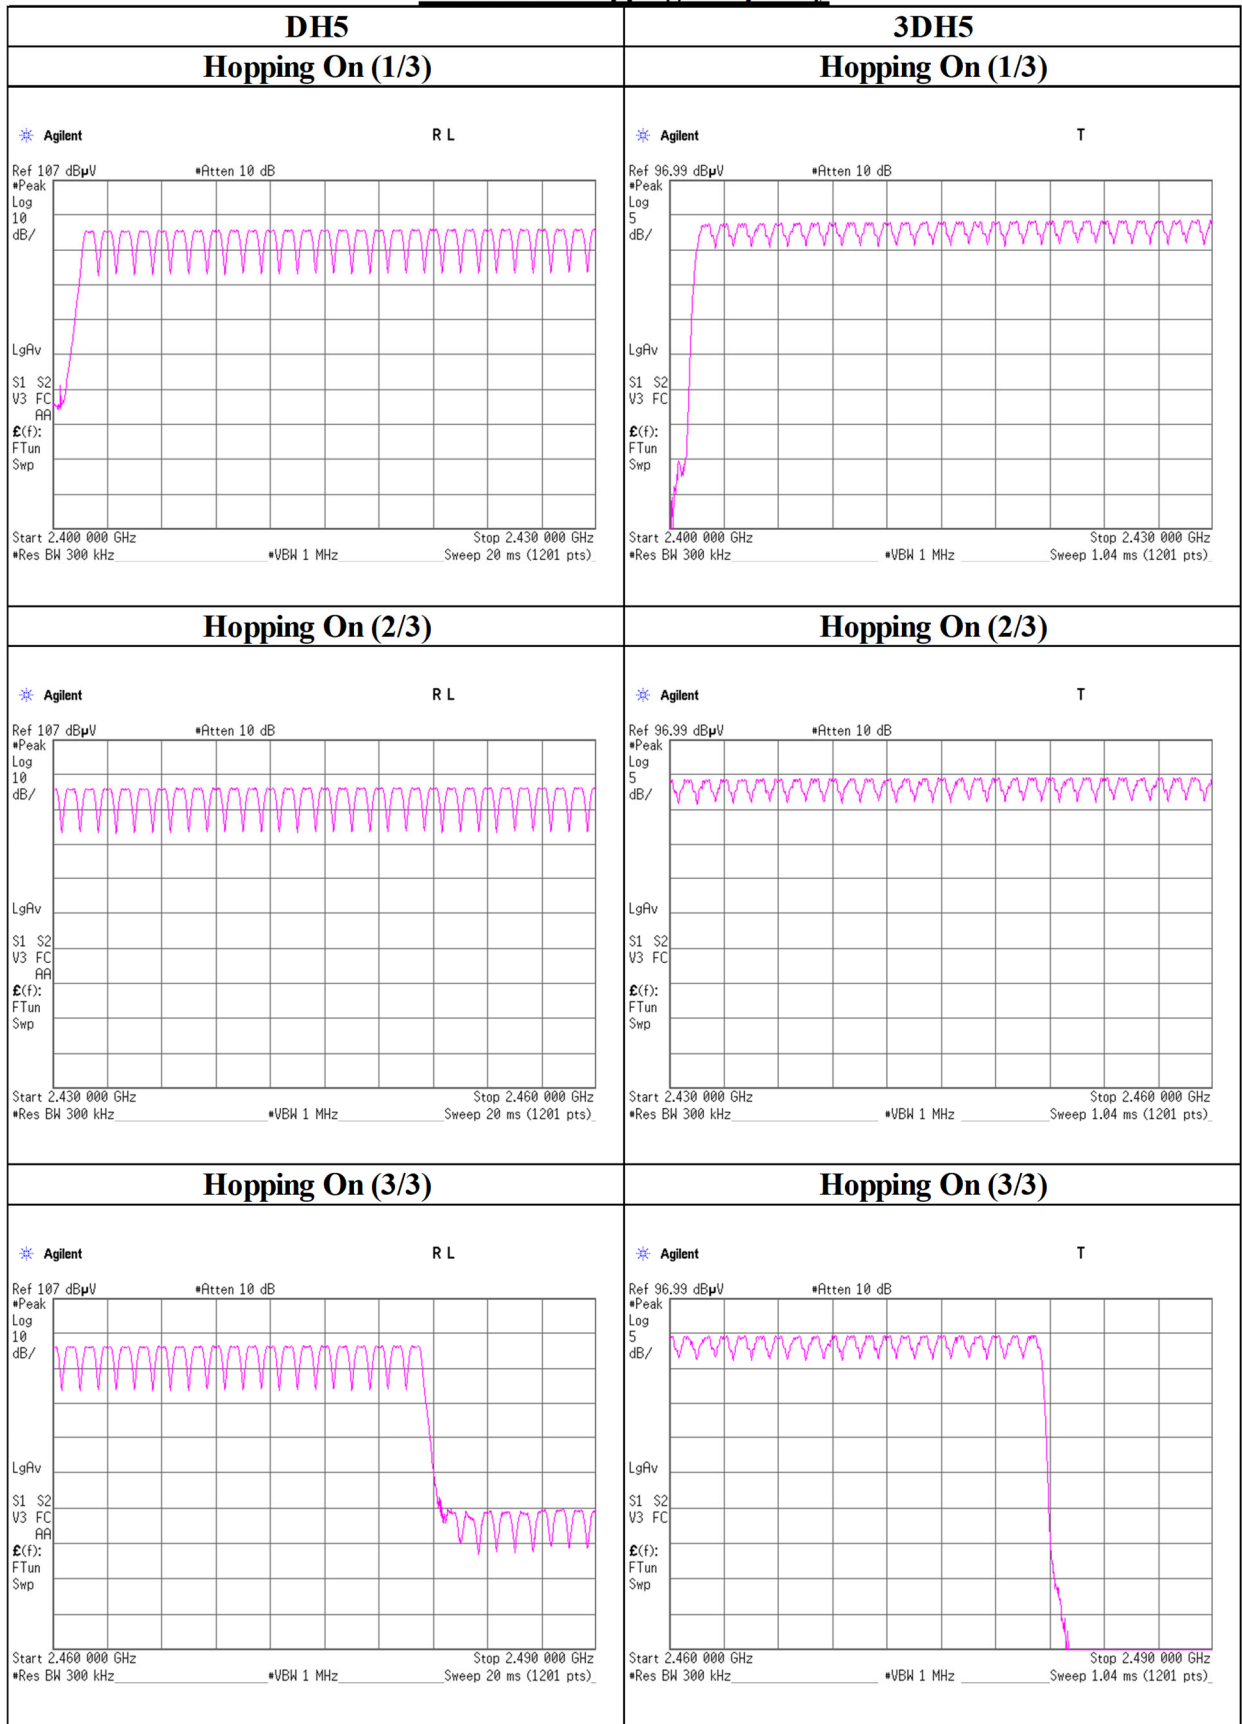 DH5 3DH5
Hopping On (1/3) Hopping On (1/3)
Agilent R L
Ref 107 dBµV #Atten 10 dB
#Peak
Log
10
dB/
LgAv
S1 S2
V3 FC
AA
£(f):
FTun
Swp
Start 2.400 000 GHz Stop 2.430 000 GHz
#Res BW 300 kHz #VBW 1 MHz Sweep 20 ms (1201 pts)
Agilent T
Ref 96.99 dBµV #Atten 10 dB
#Peak
Log
5
dB/
LgAv
S1 S2
V3 FC
£(f):
FTun
Swp
Start 2.400 000 GHz Stop 2.430 000 GHz
#Res BW 300 kHz #VBW 1 MHz Sweep 1.04 ms (1201 pts)
Hopping On (2/3) Hopping On (2/3)
Agilent R L
Ref 107 dBµV #Atten 10 dB
#Peak
Log
10
dB/
LgAv
S1 S2
V3 FC
AA
£(f):
FTun
Swp
Start 2.430 000 GHz Stop 2.460 000 GHz
#Res BW 300 kHz #VBW 1 MHz Sweep 20 ms (1201 pts)
Agilent T
Ref 96.99 dBµV #Atten 10 dB
#Peak
Log
5
dB/
LgAv
S1 S2
V3 FC
£(f):
FTun
Swp
Start 2.430 000 GHz Stop 2.460 000 GHz
#Res BW 300 kHz #VBW 1 MHz Sweep 1.04 ms (1201 pts)
Hopping On (3/3) Hopping On (3/3)
Agilent R L
Ref 107 dBµV #Atten 10 dB
#Peak
Log
10
dB/
LgAv
S1 S2
V3 FC
AA
£(f):
FTun
Swp
Start 2.460 000 GHz Stop 2.490 000 GHz
#Res BW 300 kHz #VBW 1 MHz Sweep 20 ms (1201 pts)
Agilent T
Ref 96.99 dBµV #Atten 10 dB
#Peak
Log
5
dB/
LgAv
S1 S2
V3 FC
£(f):
FTun
Swp
Start 2.460 000 GHz Stop 2.490 000 GHz
#Res BW 300 kHz #VBW 1 MHz Sweep 1.04 ms (1201 pts)